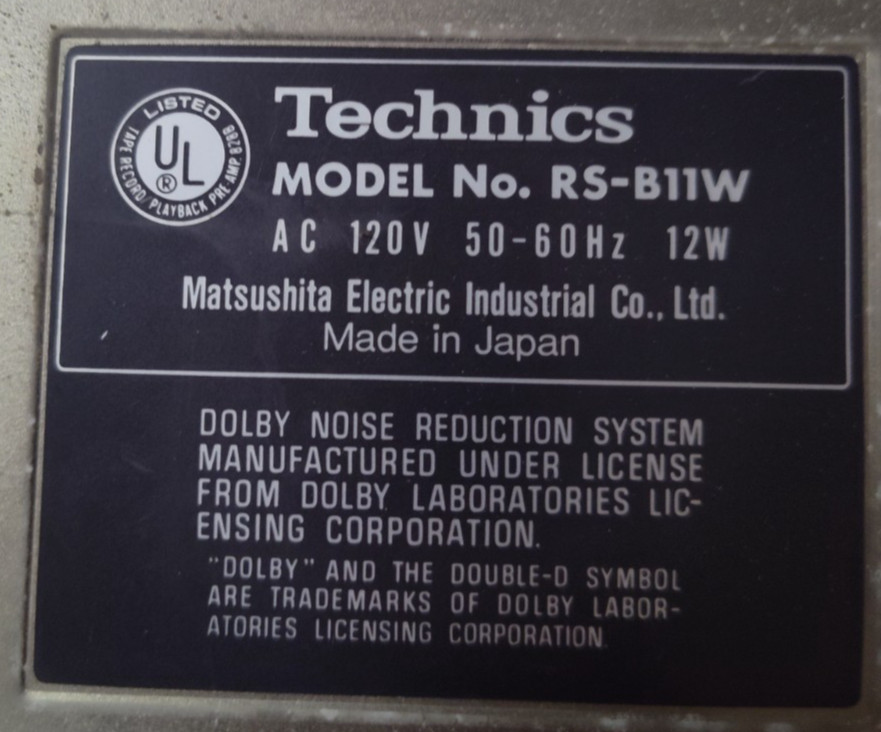 LISTED
UL
®
TAPE RECORD/PLAYBACK PRE-AMP. 828B
Technics
MODEL No. RS-B11W
AC 120V 50-60Hz 12W
Matsushita Electric Industrial Co., Ltd.
Made in Japan
DOLBY NOISE REDUCTION SYSTEM
MANUFACTURED UNDER LICENSE
FROM DOLBY LABORATORIES LIC-
ENSING CORPORATION.
"DOLBY" AND THE DOUBLE-D SYMBOL
ARE TRADEMARKS OF DOLBY LABOR-
ATORIES LICENSING CORPORATION.